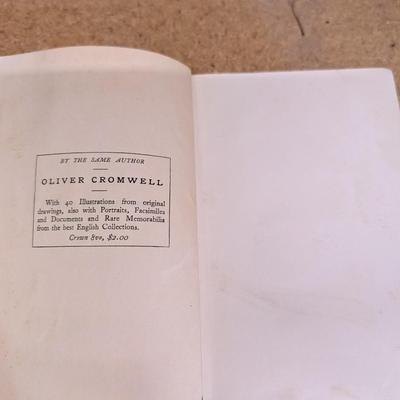 BY THE SAME AUTHOR
OLIVER CROMWELL
With 40 Illustrations from original
drawings, also with Portraits, Facsimiles
and Documents and Rare Memorabilia
from the best English Collections.
Crown 8vo, $2.00